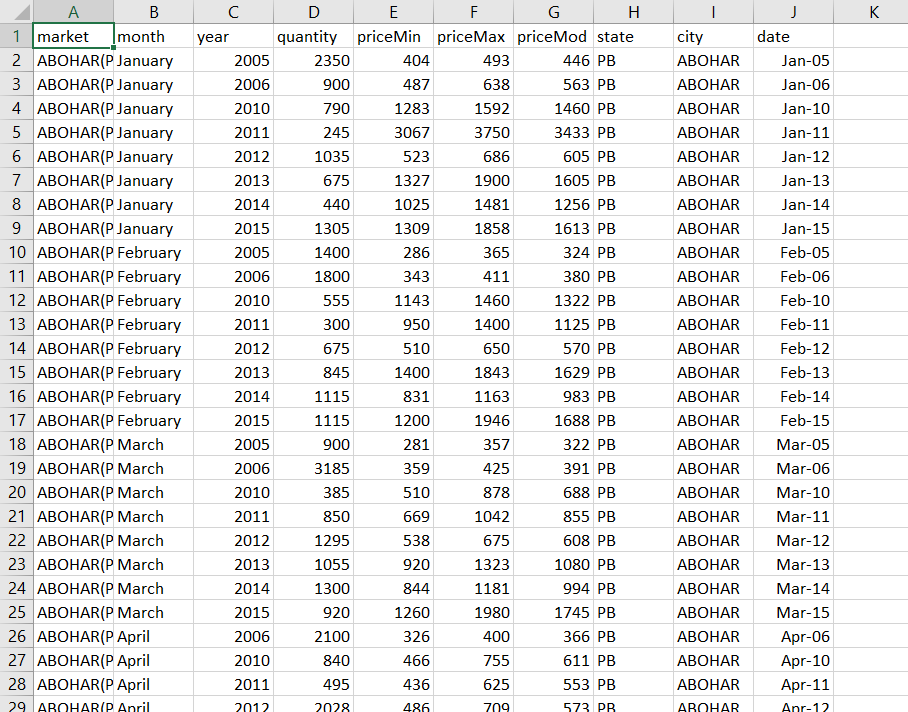 A B C D E F G H I J K
1 market month year quantity priceMin priceMax priceMod state city date
2 ABOHAR(P January 2005 2350 404 493 446 PB ABOHAR Jan-05
3 ABOHAR(P January 2006 900 487 638 563 PB ABOHAR Jan-06
4 ABOHAR(P January 2010 790 1283 1592 1460 PB ABOHAR Jan-10
5 ABOHAR(P January 2011 245 3067 3750 3433 PB ABOHAR Jan-11
6 ABOHAR(P January 2012 1035 523 686 605 PB ABOHAR Jan-12
7 ABOHAR(P January 2013 675 1327 1900 1605 PB ABOHAR Jan-13
8 ABOHAR(P January 2014 440 1025 1481 1256 PB ABOHAR Jan-14
9 ABOHAR(P January 2015 1305 1309 1858 1613 PB ABOHAR Jan-15
10 ABOHAR(P February 2005 1400 286 365 324 PB ABOHAR Feb-05
11 ABOHAR(P February 2006 1800 343 411 380 PB ABOHAR Feb-06
12 ABOHAR(P February 2010 555 1143 1460 1322 PB ABOHAR Feb-10
13 ABOHAR(P February 2011 300 950 1400 1125 PB ABOHAR Feb-11
14 ABOHAR(P February 2012 675 510 650 570 PB ABOHAR Feb-12
15 ABOHAR(P February 2013 845 1400 1843 1629 PB ABOHAR Feb-13
16 ABOHAR(P February 2014 1115 831 1163 983 PB ABOHAR Feb-14
17 ABOHAR(P February 2015 1115 1200 1946 1688 PB ABOHAR Feb-15
18 ABOHAR(P March 2005 900 281 357 322 PB ABOHAR Mar-05
19 ABOHAR(P March 2006 3185 359 425 391 PB ABOHAR Mar-06
20 ABOHAR(P March 2010 385 510 878 688 PB ABOHAR Mar-10
21 ABOHAR(P March 2011 850 669 1042 855 PB ABOHAR Mar-11
22 ABOHAR(P March 2012 1295 538 675 608 PB ABOHAR Mar-12
23 ABOHAR(P March 2013 1055 920 1323 1080 PB ABOHAR Mar-13
24 ABOHAR(P March 2014 1300 844 1181 994 PB ABOHAR Mar-14
25 ABOHAR(P March 2015 920 1260 1980 1745 PB ABOHAR Mar-15
26 ABOHAR(P April 2006 2100 326 400 366 PB ABOHAR Apr-06
27 ABOHAR(P April 2010 840 466 755 611 PB ABOHAR Apr-10
28 ABOHAR(P April 2011 495 436 625 553 PB ABOHAR Apr-11
29 ABOHAR(P April 2012 2028 486 709 573 PB ABOHAR Apr-12